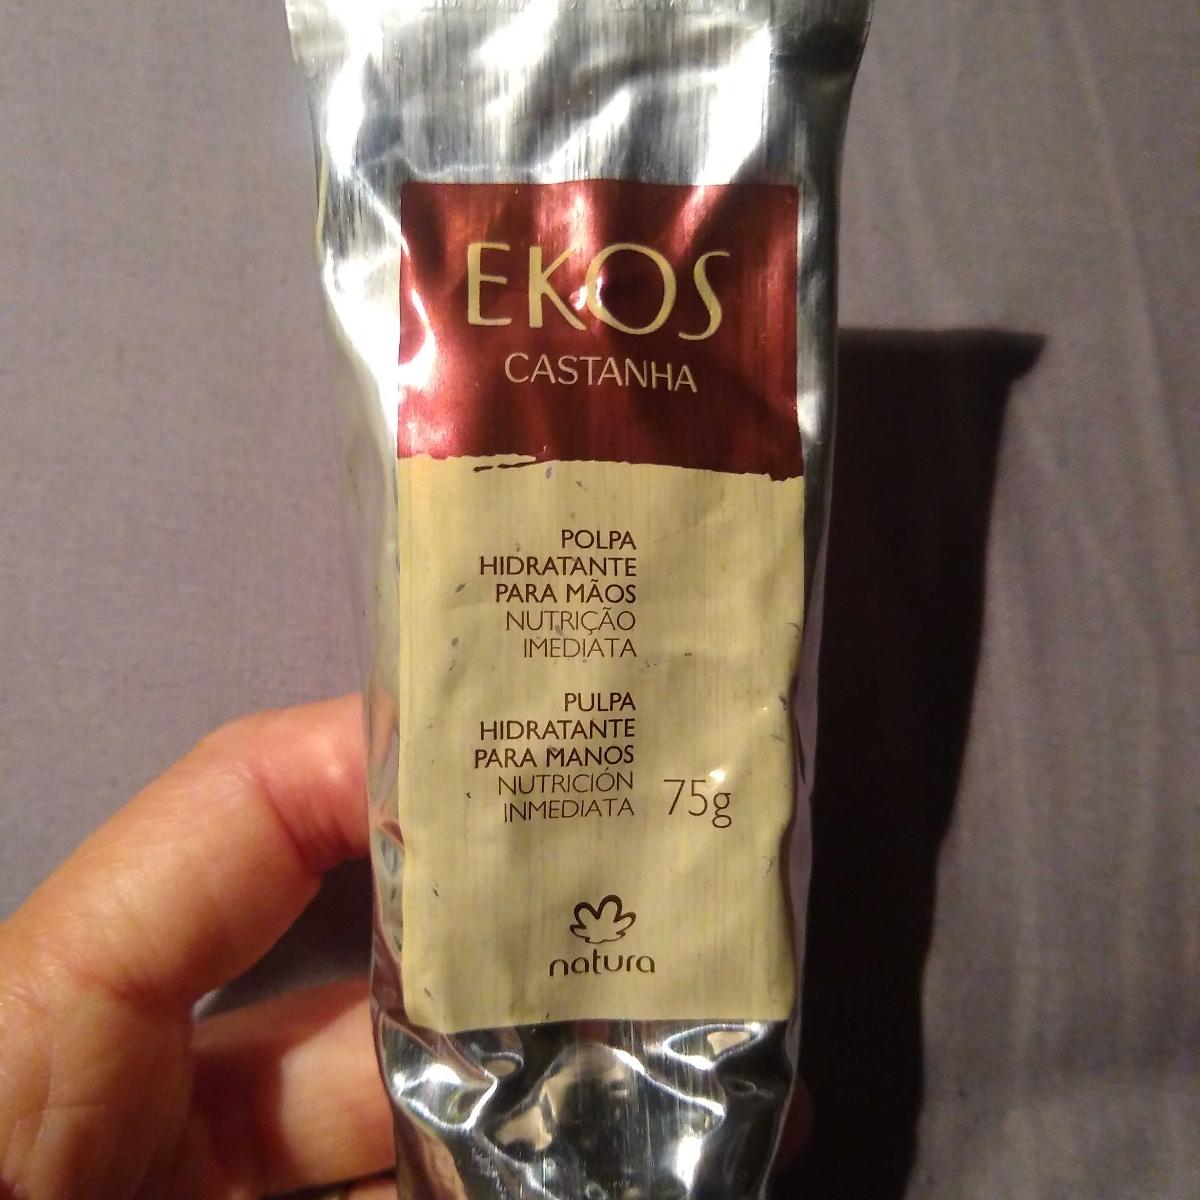 EKOS
CASTANHA
POLPA
HIDRATANTE
PARA MÃOS
NUTRIÇÃO
IMEDIATA
PULPA
HIDRATANTE
PARA MANOS
NUTRICIÓN
INMEDIATA
75g
natura